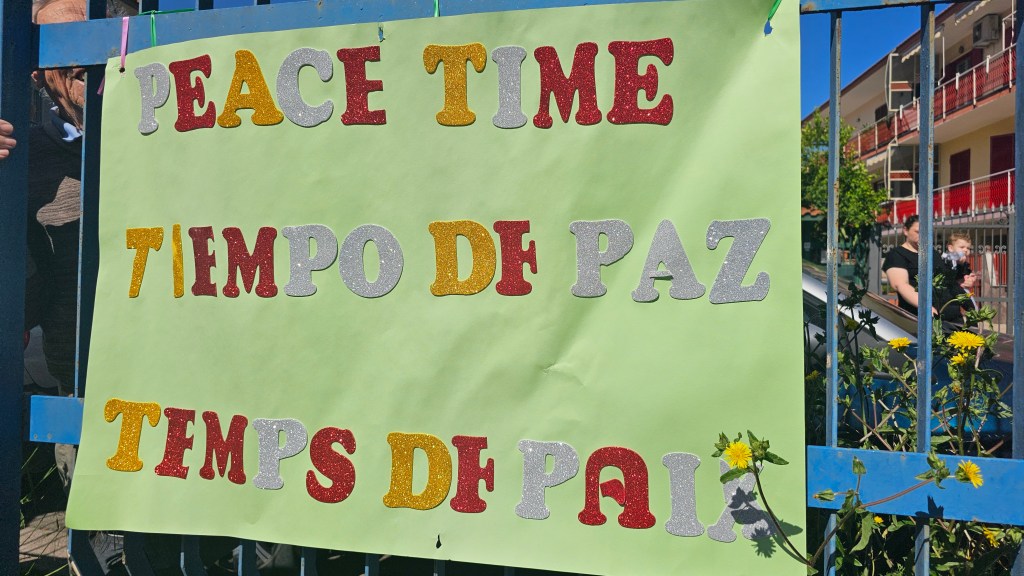 PEACE TIME
TIEMPO DE PAZ
TEMPS DE PAIX